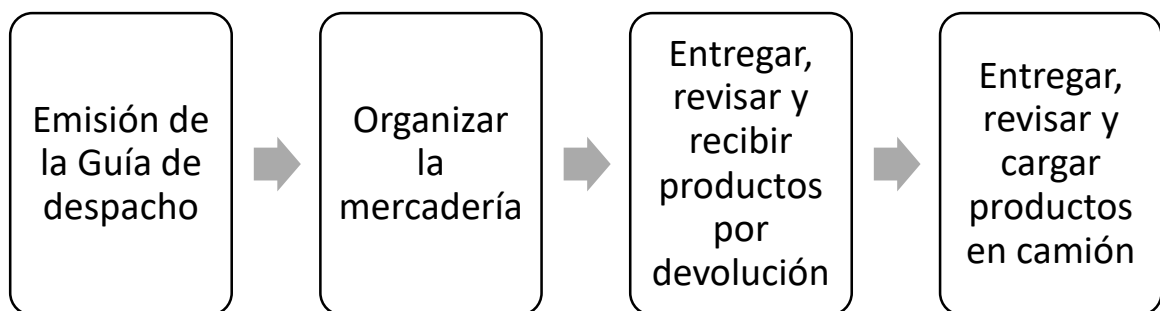 Emisión de
la Guía de
despacho
Organizar
la
mercadería
Entregar,
revisar y
recibir
productos
por
devolución
Entregar,
revisar y
cargar
productos
en camión